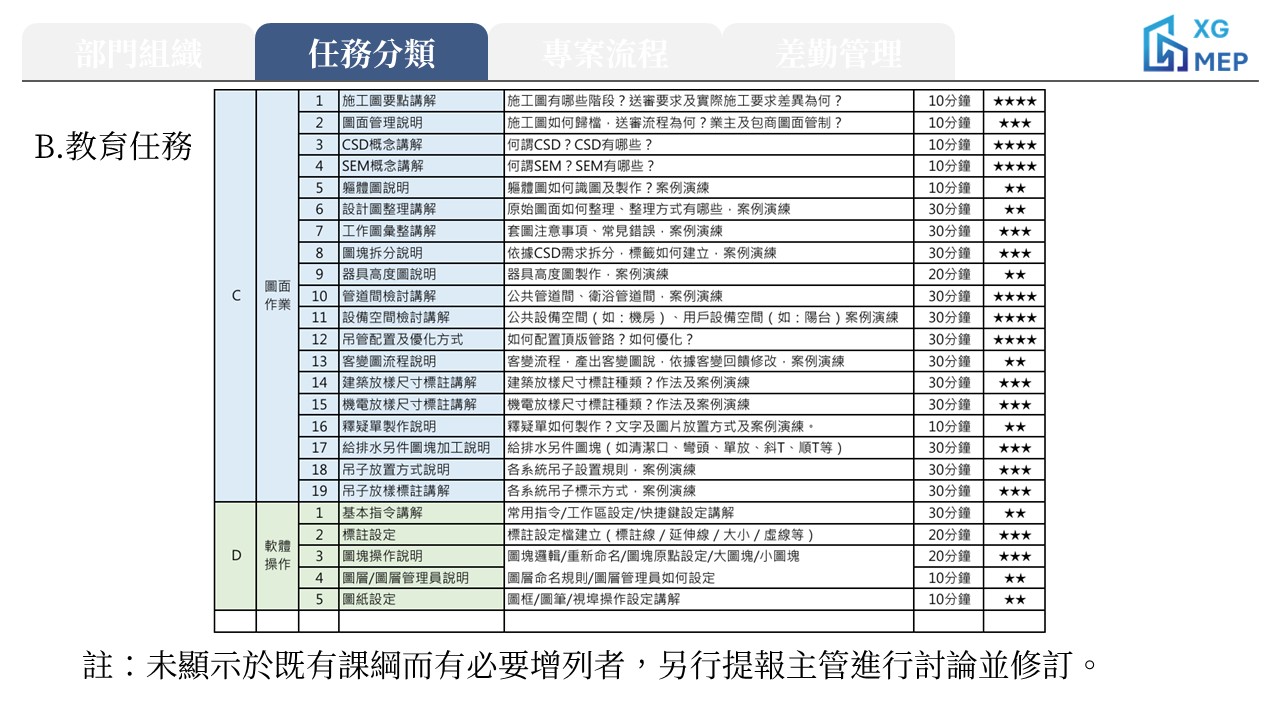 部門組織 任務分類 專案流程 差勤管理
XG
MEP
B.教育任務
C 圖面作業
1 施工圖要點講解 施工圖有哪些階段？送審要求及實際施工要求差異為何？ 10分鐘 ★★★★
2 圖面管理說明 施工圖如何歸檔，送審流程為何？業主及包商圖面管制？ 10分鐘 ★★★
3 CSD概念講解 何謂CSD？CSD有哪些？ 10分鐘 ★★★★
4 SEM概念講解 何謂SEM？SEM有哪些？ 10分鐘 ★★★★
5 軀體圖說明 軀體圖如何識圖及製作？案例演練 10分鐘 ★★
6 設計圖整理講解 原始圖面如何整理、整理方式有哪些，案例演練 30分鐘 ★★
7 工作圖彙整講解 套圖注意事項、常見錯誤，案例演練 30分鐘 ★★★
8 圖塊拆分說明 依據CSD需求拆分，標籤如何建立，案例演練 30分鐘 ★★★
9 器具高度圖說明 器具高度圖製作，案例演練 20分鐘 ★★
10 管道間檢討講解 公共管道間、衛浴管道間，案例演練 30分鐘 ★★★★
11 設備空間檢討講解 公共設備空間（如：機房）、用戶設備空間（如：陽台）案例演練 30分鐘 ★★★★
12 吊管配置及優化方式 如何配置頂版管路？如何優化？ 30分鐘 ★★★★
13 客變圖流程說明 客變流程，產出客變圖說，依據客變回饋修改，案例演練 30分鐘 ★★
14 建築放樣尺寸標註講解 建築放樣尺寸標註種類？作法及案例演練 30分鐘 ★★★
15 機電放樣尺寸標註講解 機電放樣尺寸標註種類？作法及案例演練 30分鐘 ★★★
16 釋疑單製作說明 釋疑單如何製作？文字及圖片放置方式及案例演練。 10分鐘 ★★
17 給排水另件圖塊加工說明 給排水另件圖塊（如清潔口、彎頭、單放、斜T、順T等） 30分鐘 ★★★
18 吊子放置方式說明 各系統吊子設置規則，案例演練 30分鐘 ★★★
19 吊子放樣標註講解 各系統吊子標示方式，案例演練 30分鐘 ★★★
D 軟體操作
1 基本指令講解 常用指令/工作區設定/快捷鍵設定講解 30分鐘 ★★
2 標註設定 標註設定檔建立（標註線／延伸線／大小／虛線等） 20分鐘 ★★★
3 圖塊操作說明 圖塊邏輯/重新命名/圖塊原點設定/大圖塊/小圖塊 20分鐘 ★★★
4 圖層/圖層管理員說明 圖層命名規則/圖層管理員如何設定 10分鐘 ★★
5 圖紙設定 圖框/圖筆/視埠操作設定講解 10分鐘 ★★
註：未顯示於既有課綱而有必要增列者，另行提報主管進行討論並修訂。